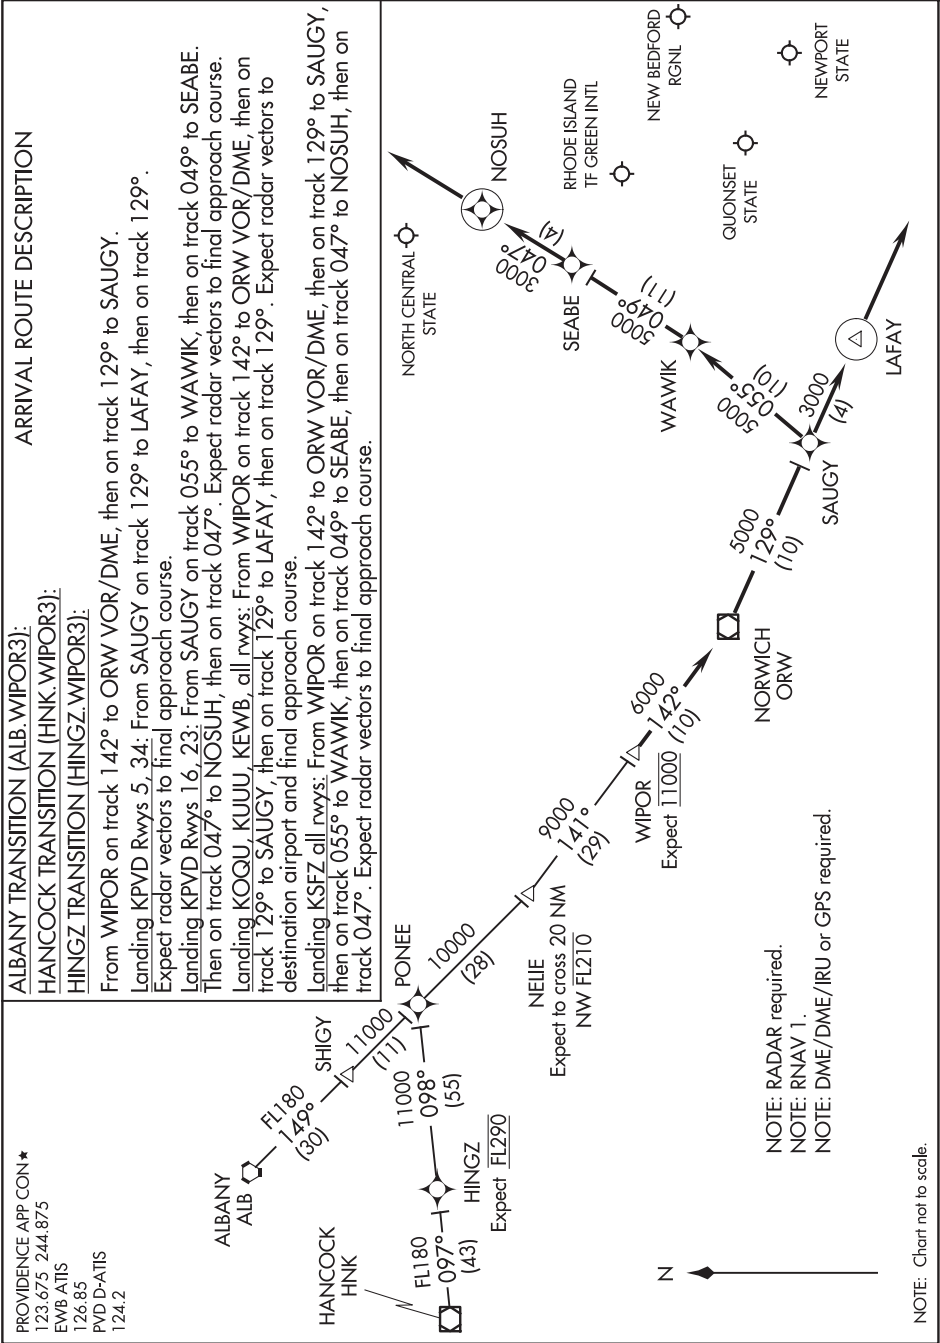 PROVIDENCE APP CON★
123.675 244.875
EWB ATIS
126.85
PVD D-ATIS
124.2
ALBANY TRANSITION (ALB.WIPOR3):
ARRIVAL ROUTE DESCRIPTION
HANCOCK TRANSITION (HNK.WIPOR3):
HINGZ TRANSITION (HINGZ.WIPOR3):
From WIPOR on track 142° to ORW VOR/DME, then on track 129° to SAUGY.
Landing KPVD Rwys 5, 34: From SAUGY on track 129° to LAFAY, then on track 129°.
Expect radar vectors to final approach course.
Landing KPVD Rwys 16, 23: From SAUGY on track 055° to WAWIK, then on track 049° to SEABE.
Then on track 047° to NOSUH, then on track 047°. Expect radar vectors to final approach course.
Landing KOQU, KUUU, KEWB, all rwys: From WIPOR on track 142° to ORW VOR/DME, then on
track 129° to SAUGY, then on track 129° to LAFAY, then on track 129°. Expect radar vectors to
destination airport and final approach course.
Landing KSFZ all rwys: From WIPOR on track 142° to ORW VOR/DME, then on track 129° to SAUGY,
then on track 055° to WAWIK, then on track 049° to SEABE, then on track 047° to NOSUH, then on
track 047°. Expect radar vectors to final approach course.
ALBANY
ALB
FL180
149°
(30)
SHIGY
11000
(11)
PONEE
HANCOCK
HNK
FL180
097°
(43)
HINGZ
Expect FL290
11000
098°
(55)
10000
(28)
NELIE
Expect to cross 20 NM
NW FL210
9000
141°
(29)
WIPOR
Expect 11000
6000
142°
(10)
NORWICH
ORW
5000
129°
(10)
SAUGY
3000
(4)
LAFAY
5000
055°
(10)
WAWIK
5000
049°
(11)
SEABE
3000
047°
(4)
NOSUH
NORTH CENTRAL
STATE
RHODE ISLAND
TF GREEN INTL
NEW BEDFORD
RGNL
QUONSET
STATE
NEWPORT
STATE
N
NOTE: RADAR required.
NOTE: RNAV 1.
NOTE: DME/DME/IRU or GPS required.
NOTE: Chart not to scale.